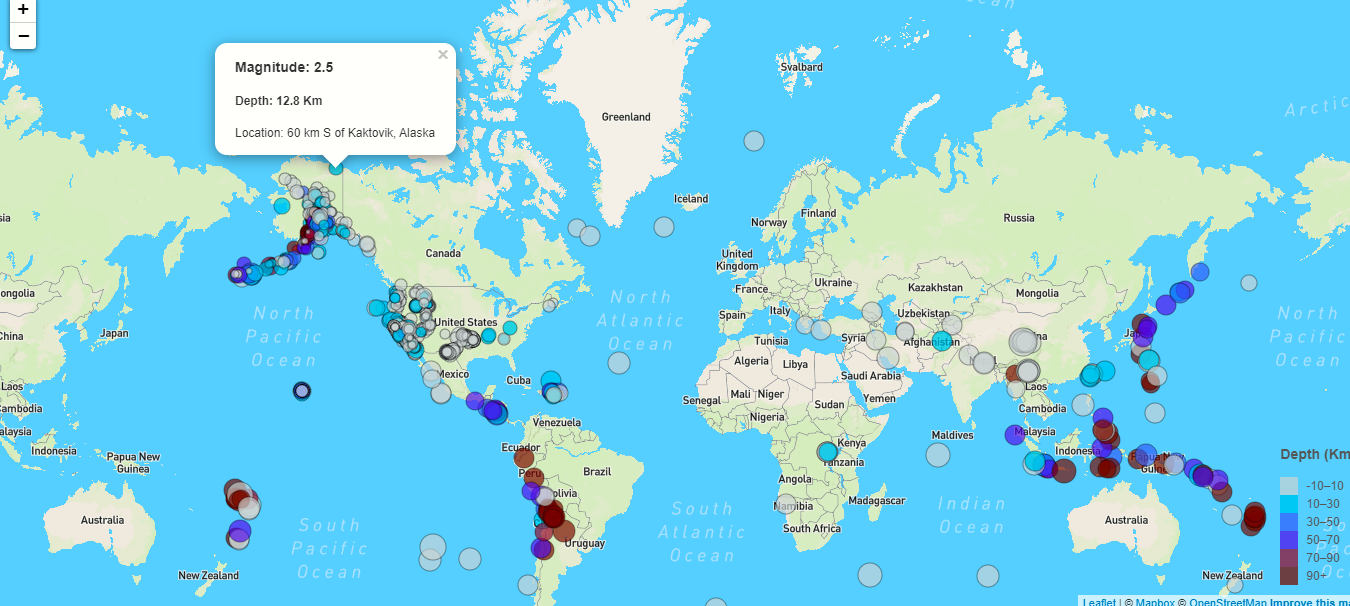 +
−
×
Magnitude: 2.5
Depth: 12.8 Km
Location: 60 km S of Kaktovik, Alaska
Svalbard
Arctic
Greenland
Iceland
Norway
Finland
Russia
Canada
United
Kingdom
France
Ukraine
Kazakhstan
Mongolia
ongolia
Spain
Italy
Uzbekistan
North
Pacific
Ocean
North
Atlantic
Ocean
North
Pacific
Ocean
United States
China
Japan
Tunisia
Syria
Afghanistan
Algeria
Libya
Mexico
Cuba
Saudi Arabia
Laos
Laos
Senegal
Mali
Niger
Sudan
Yemen
Cambodia
Cambodia
Nigeria
Venezuela
alaysia
Malaysia
Maldives
Kenya
Indonesia
Indonesia
Papua New
Guinea
Ecuador
Peru
Brazil
Tanzania
Angola
Bolivia
Namibia
Madagascar
South Africa
Australia
Australia
Uruguay
South
Pacific
Ocean
South
Atlantic
Ocean
Indian
Ocean
New Zealand
New Zealand
Depth (Km
-10–10
10–30
30–50
50–70
70–90
90+
Leaflet | © Mapbox © OpenStreetMap Improve this ma